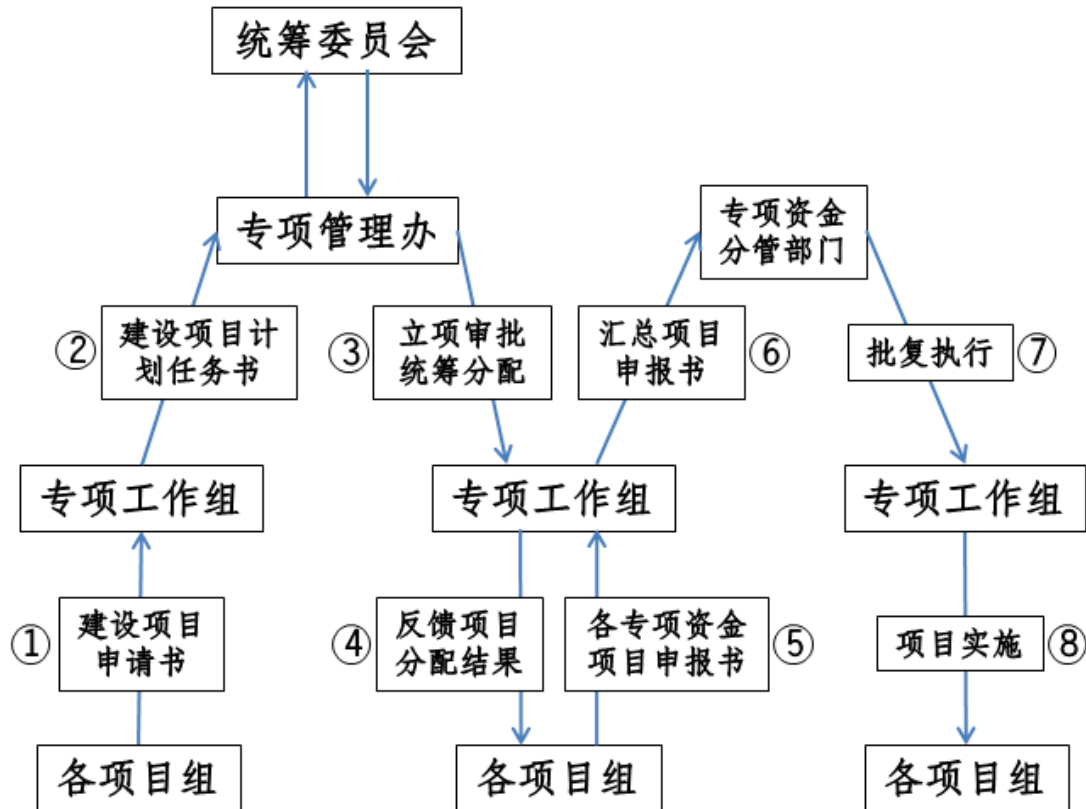 统筹委员会
专项管理办
专项资金
分管部门
②
建设项目计
划任务书
③
立项审批
统筹分配
汇总项目
申报书
⑥
批复执行
⑦
专项工作组
专项工作组
专项工作组
①
建设项目
申请书
④
反馈项目
分配结果
各专项资金
项目申报书
⑤
项目实施
⑧
各项目组
各项目组
各项目组